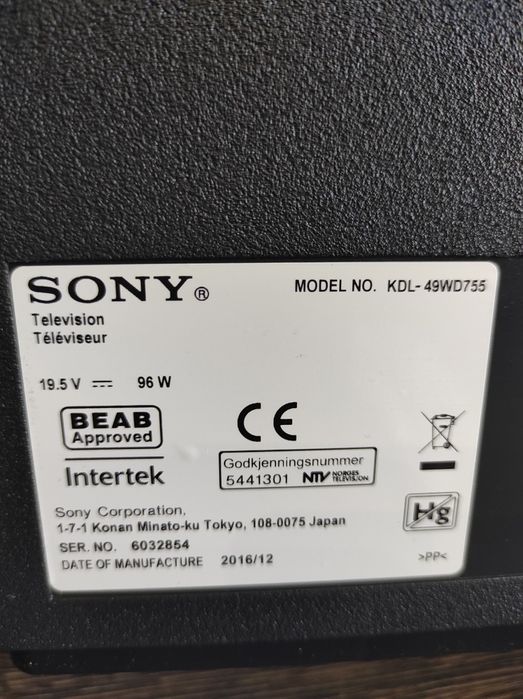 SONY®
MODEL NO. KDL-49WD755
Television
Téléviseur
19.5 V ⎓ 96 W
BEAB
Approved
CE
Intertek
Godkjenningsnummer
5441301 NTV NORGES TELEVISION
Hg
Sony Corporation,
1-7-1 Konan Minato-ku Tokyo, 108-0075 Japan
SER. NO. 6032854
DATE OF MANUFACTURE 2016/12
>PP<